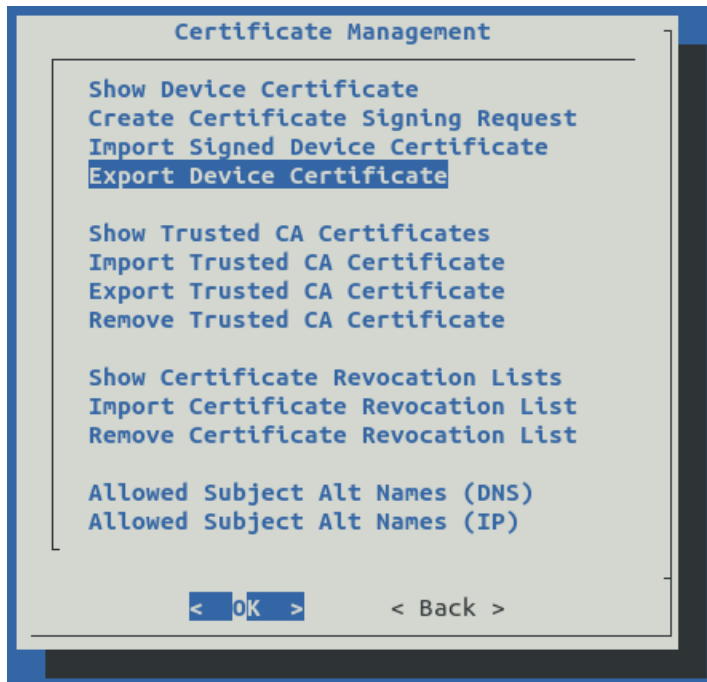 Certificate Management
Show Device Certificate
Create Certificate Signing Request
Import Signed Device Certificate
Export Device Certificate
Show Trusted CA Certificates
Import Trusted CA Certificate
Export Trusted CA Certificate
Remove Trusted CA Certificate
Show Certificate Revocation Lists
Import Certificate Revocation List
Remove Certificate Revocation List
Allowed Subject Alt Names (DNS)
Allowed Subject Alt Names (IP)
< OK > < Back >